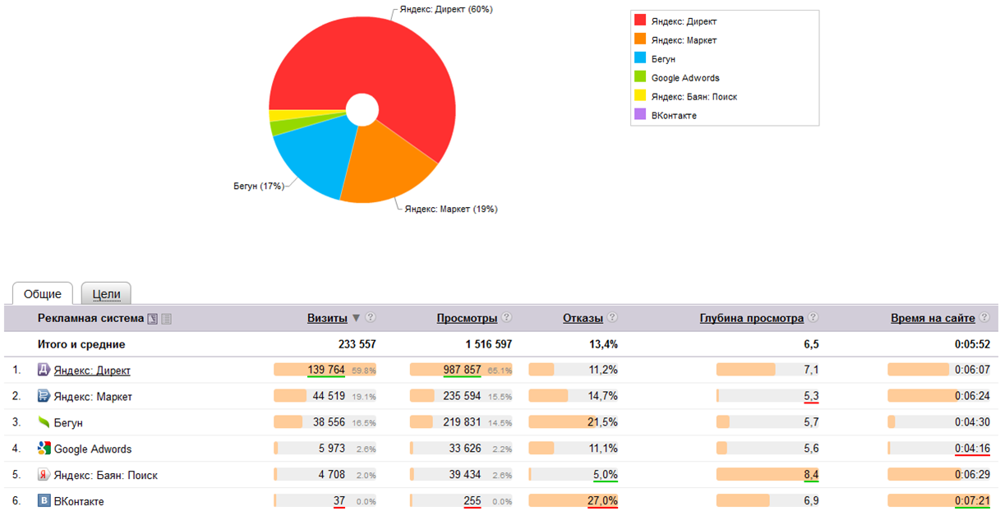 Яндекс: Директ (60%)
Яндекс: Директ
Яндекс: Маркет
Бегун
Google Adwords
Яндекс: Баян: Поиск
ВКонтакте
Бегун (17%)
Яндекс: Маркет (19%)
Общие Цели
Рекламная система Визиты ▼ ? Просмотры ? Отказы ? Глубина просмотра ? Время на сайте ?
Итого и средние 233 557 1 516 597 13,4% 6,5 0:05:52
1. Д Яндекс: Директ 139 764 59.8% 987 857 65.1% 11,2% 7,1 0:06:07
2. Яндекс: Маркет 44 519 19.1% 235 594 15.5% 14,7% 5,3 0:06:24
3. Бегун 38 556 16.5% 219 831 14.5% 21,5% 5,7 0:04:30
4. Google Adwords 5 973 2.6% 33 626 2.2% 11,1% 5,6 0:04:16
5. Я Яндекс: Баян: Поиск 4 708 2.0% 39 434 2.6% 5,0% 8,4 0:06:29
6. В ВКонтакте 37 0.0% 255 0.0% 27,0% 6,9 0:07:21